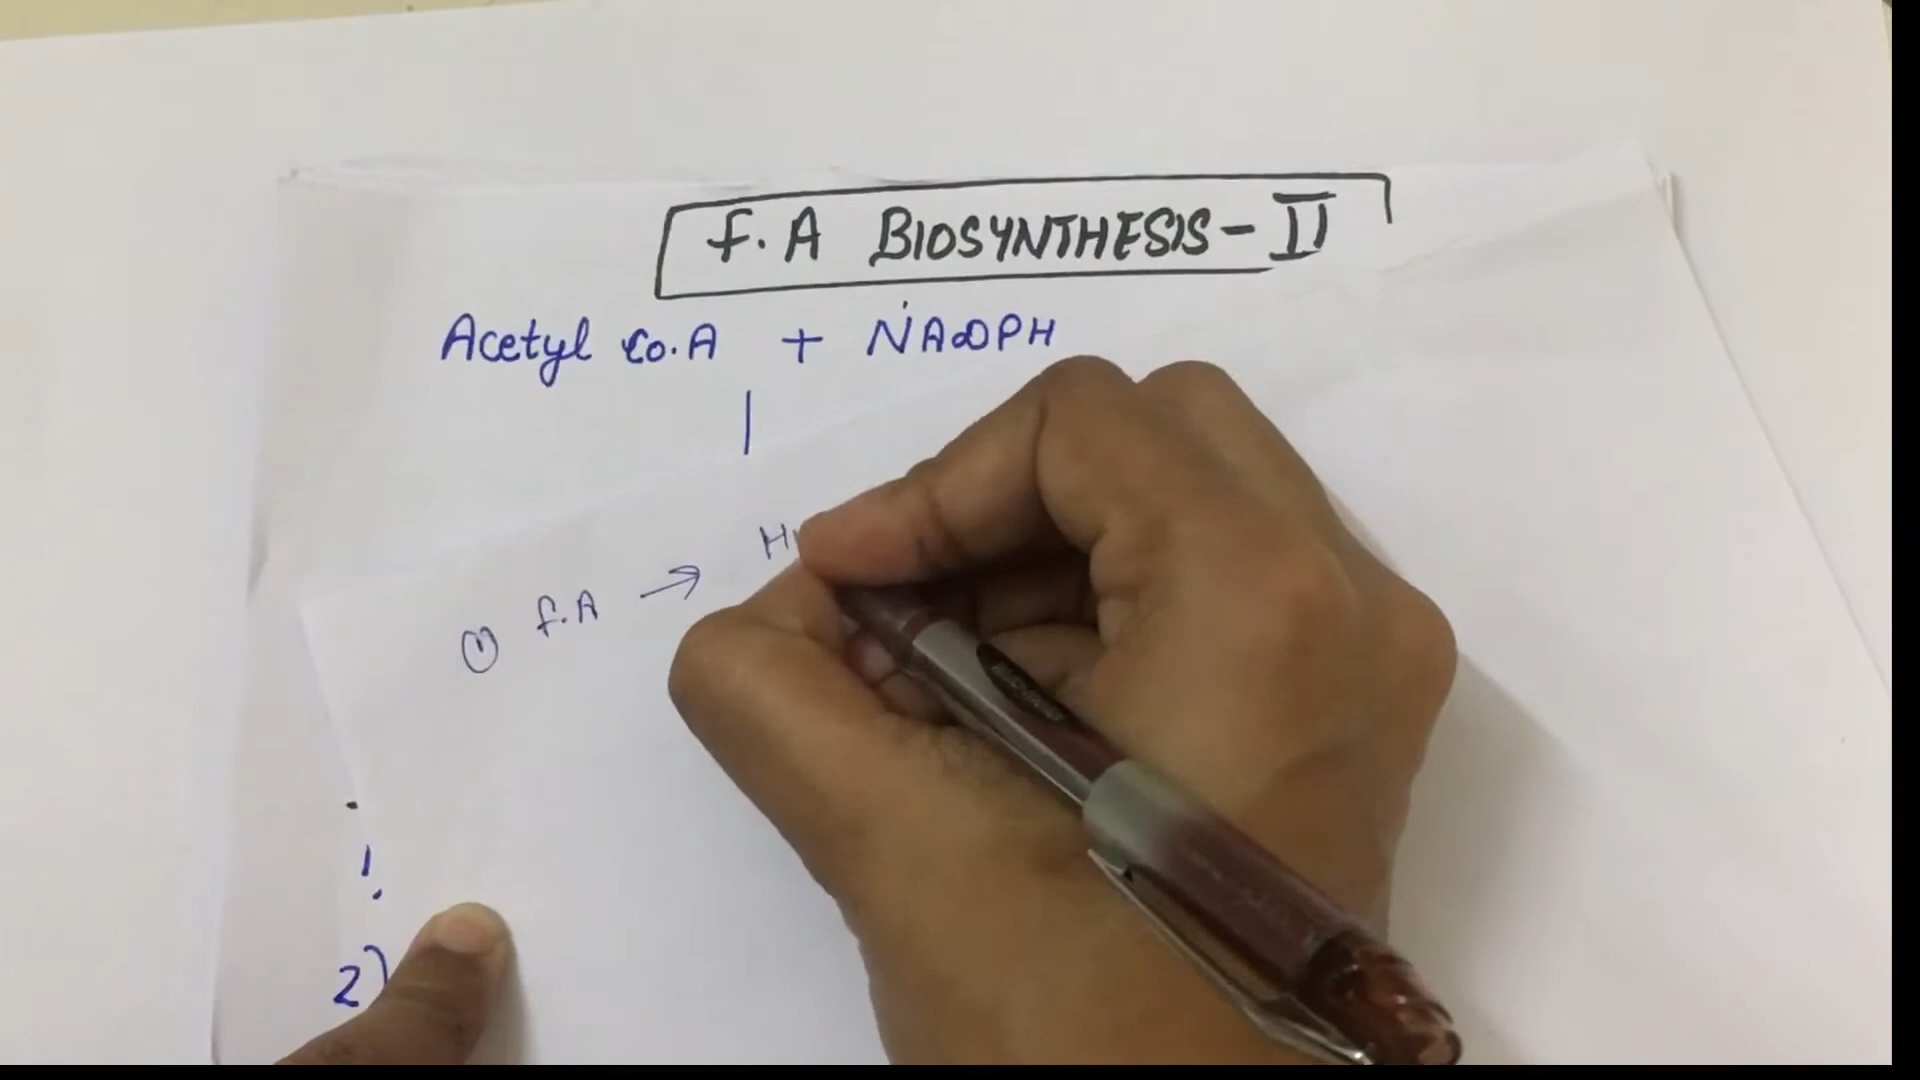 F.A BIOSYNTHESIS-II
Acetyl Co.A + NADPH
① F.A →
1.
2)